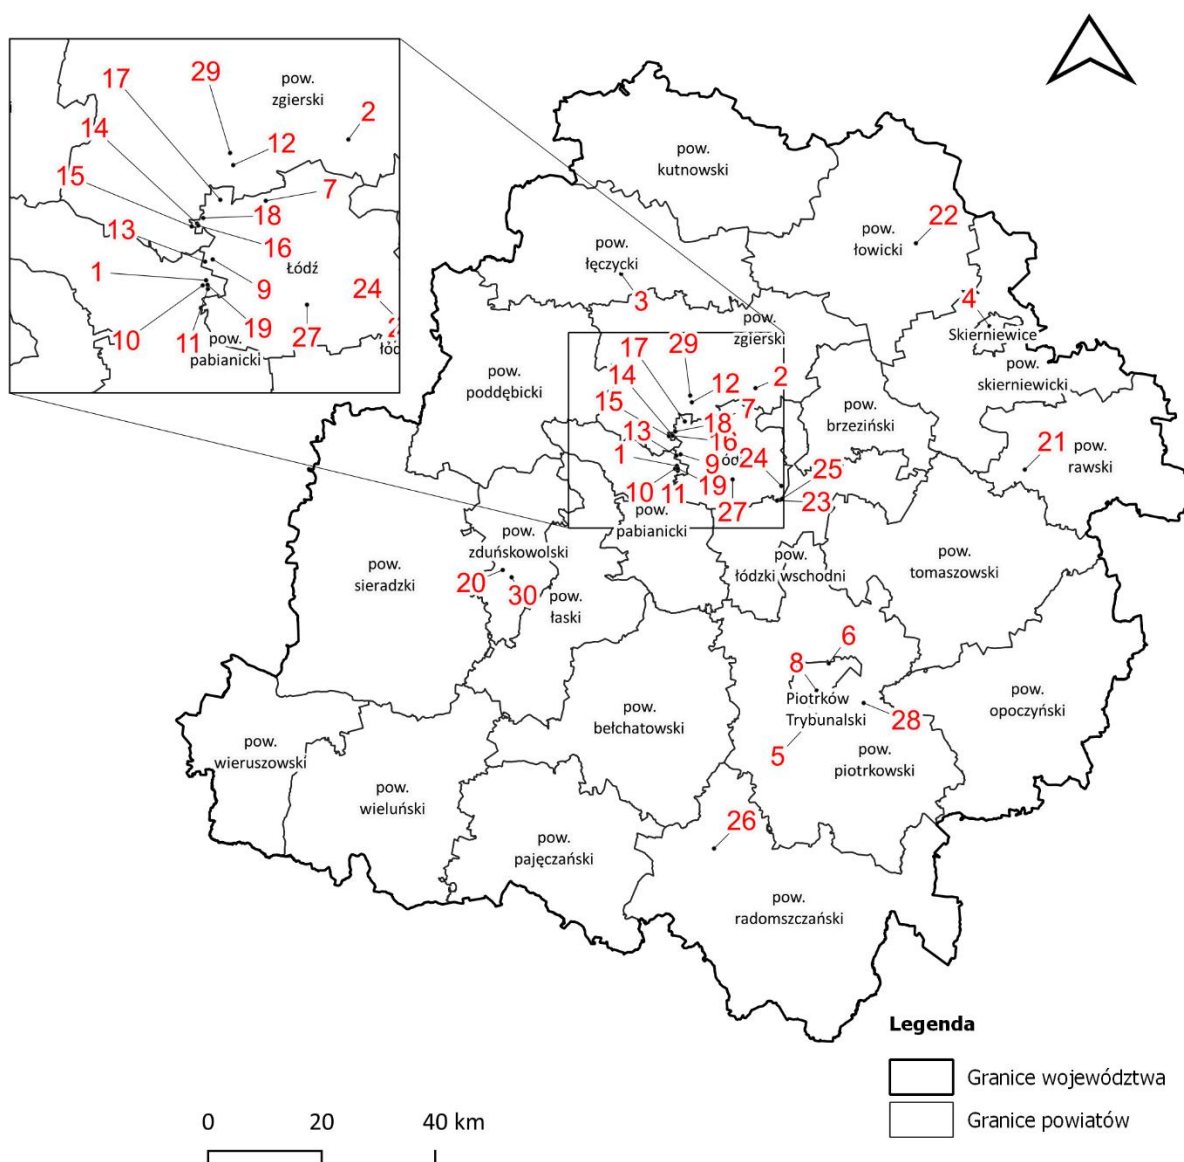 17
29
pow.
zgierski
2
14
12
15
7
18
13
16
1
Łódź
9
24
10
11
19
27
pow.
pabianicki
pow.
kutnowski
22
pow.
łowicki
pow.
łęczycki
3
4
Skierniewice
pow.
zgierski
pow.
skierniewicki
17
29
14
12
2
15
7
18
13
16
1
9
24
10
11
19
27
25
23
pow.
poddębicki
pow.
brzeziński
21
pow.
rawski
pow.
pabianicki
pow.
zduńskowolski
pow.
sieradzki
20
30
pow.
łaski
pow.
łódzki wschodni
pow.
tomaszowski
6
8
Piotrków
Trybunalski
28
5
pow.
opoczyński
pow.
bełchatowski
pow.
piotrkowski
pow.
wieruszowski
pow.
wieluński
26
pow.
pajęczański
pow.
radomszczański
Legenda
Granice województwa
Granice powiatów
0 20 40 km